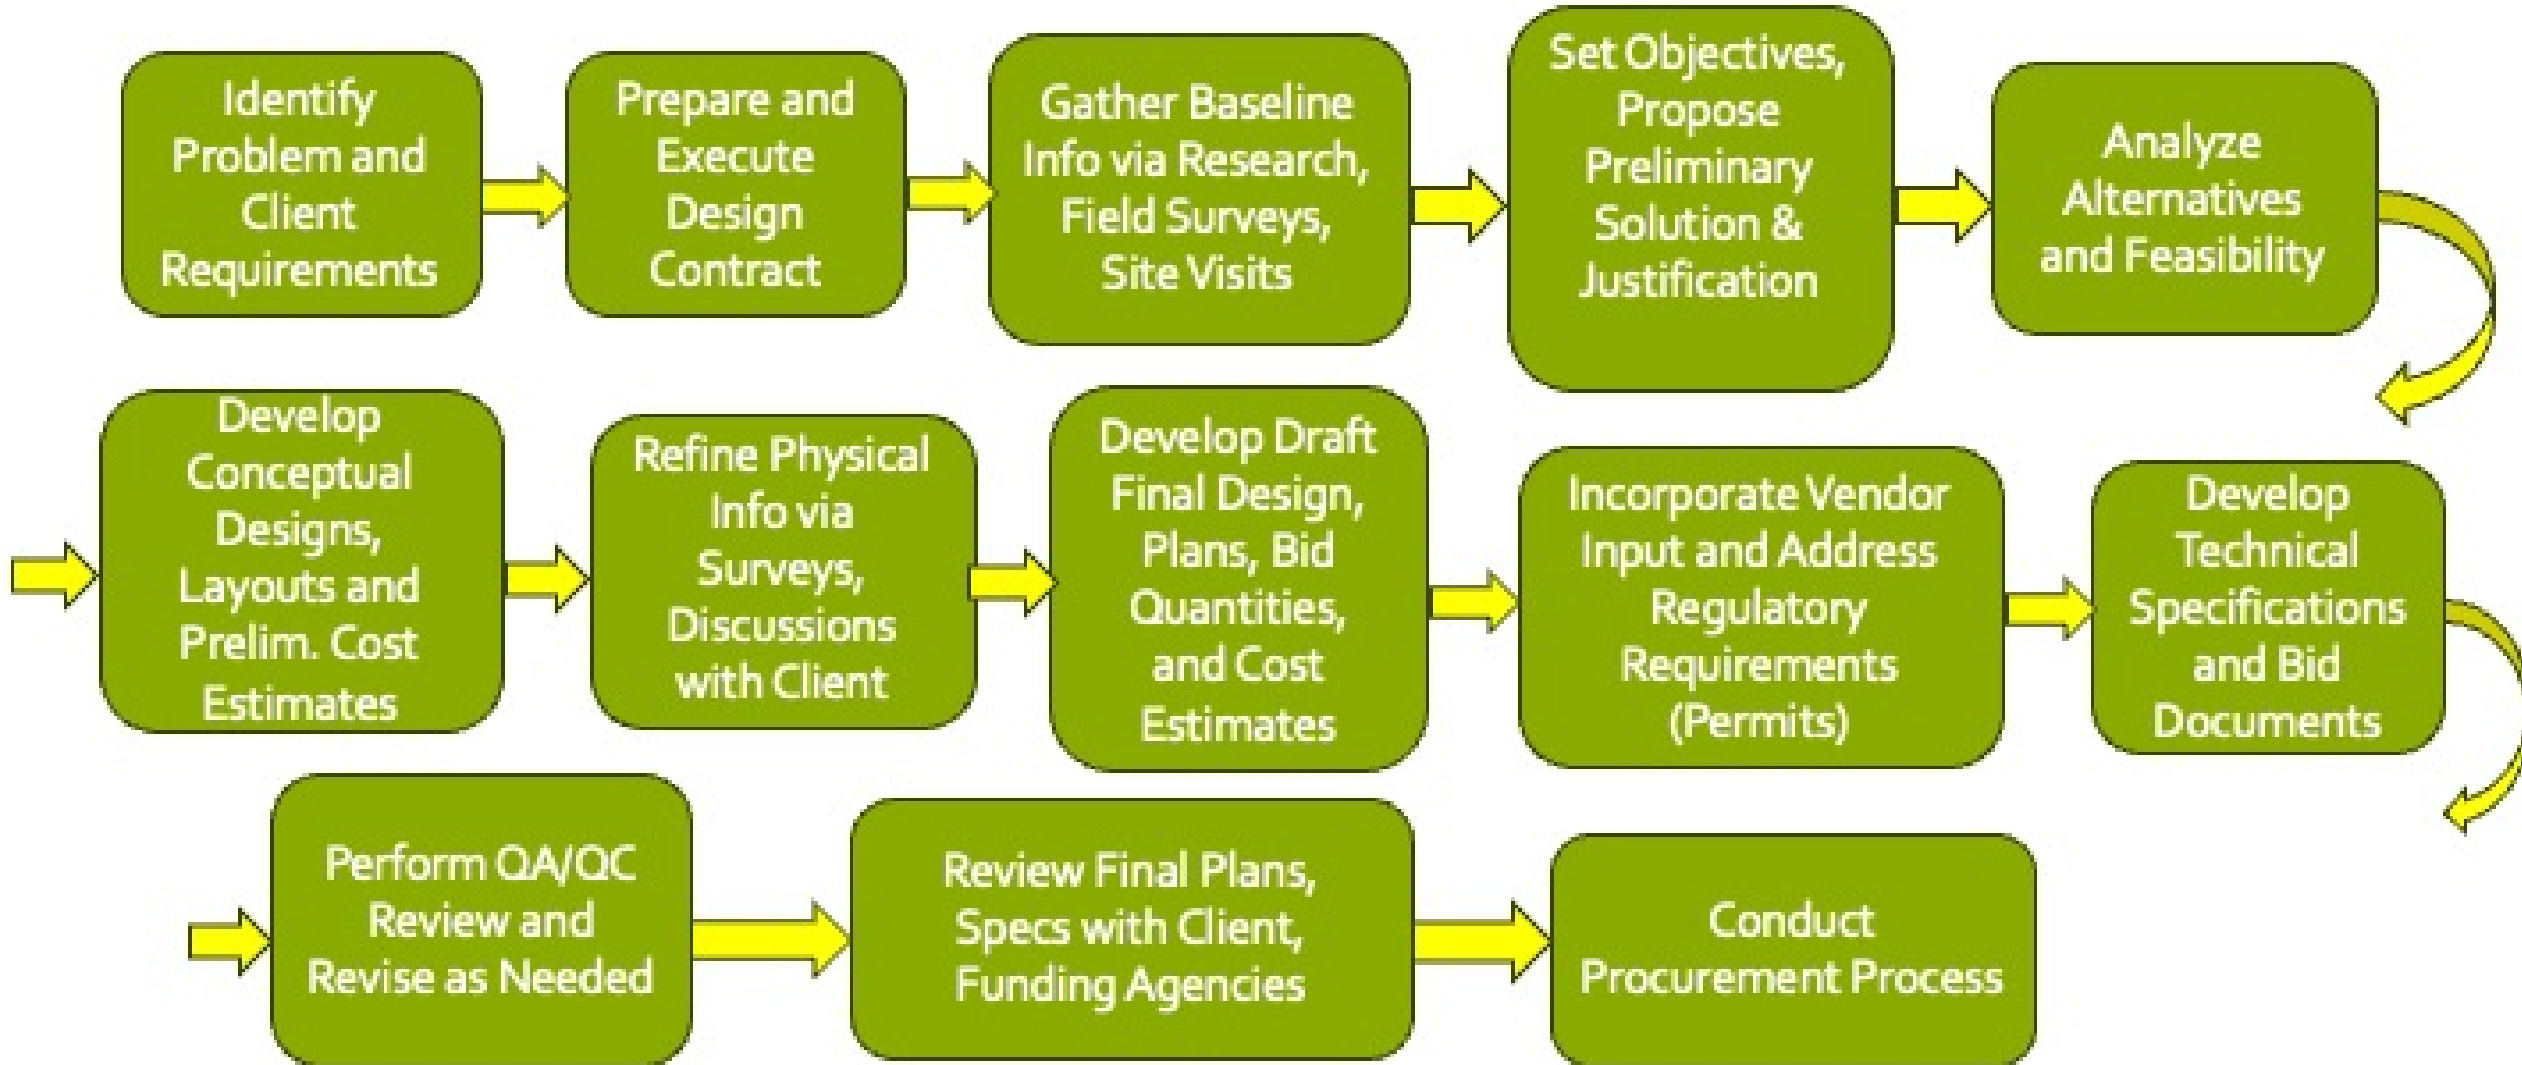 Identify
Problem and
Client
Requirements
Prepare and
Execute
Design
Contract
Gather Baseline
Info via Research,
Field Surveys,
Site Visits
Set Objectives,
Propose
Preliminary
Solution &
Justification
Analyze
Alternatives
and Feasibility
Develop
Conceptual
Designs,
Layouts and
Prelim. Cost
Estimates
Refine Physical
Info via
Surveys,
Discussions
with Client
Develop Draft
Final Design,
Plans, Bid
Quantities,
and Cost
Estimates
Incorporate Vendor
Input and Address
Regulatory
Requirements
(Permits)
Develop
Technical
Specifications
and Bid
Documents
Perform QA/QC
Review and
Revise as Needed
Review Final Plans,
Specs with Client,
Funding Agencies
Conduct
Procurement Process